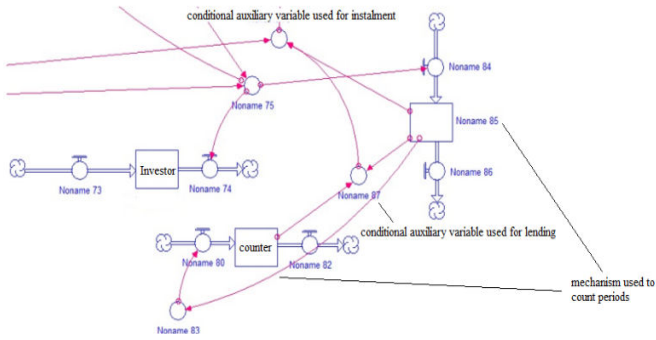 conditional auxiliary variable used for instalment
Noname 84
Noname 75
Noname 85
Investor
Noname 73
Noname 74
Noname 86
Noname 87
conditional auxiliary variable used for lending
counter
Noname 80
Noname 82
mechanism used to
count periods
Noname 83